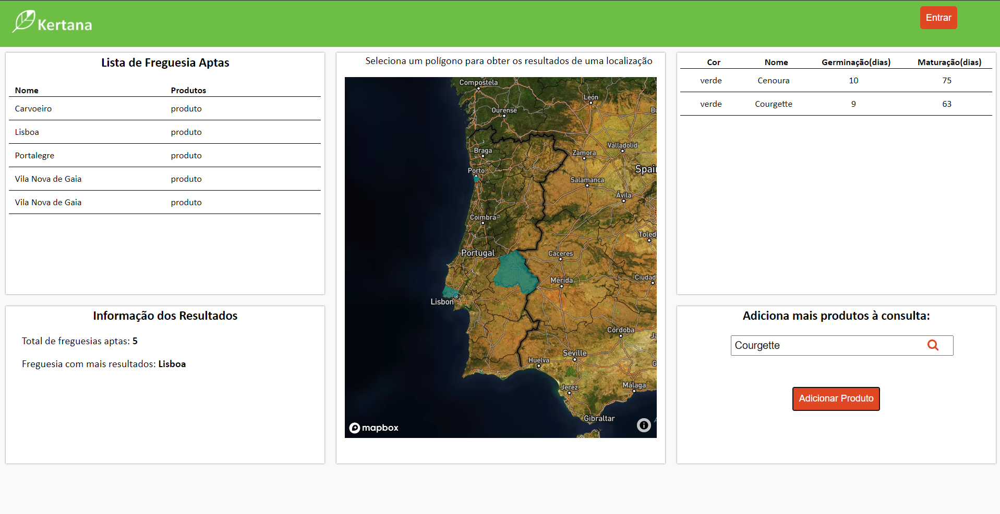 Kertana
Entrar
Lista de Freguesia Aptas
Nome Produtos
Carvoeiro produto
Lisboa produto
Portalegre produto
Vila Nova de Gaia produto
Vila Nova de Gaia produto
Informação dos Resultados
Total de freguesias aptas: 5
Freguesia com mais resultados: Lisboa
Seleciona um polígono para obter os resultados de uma localização
Compostela
León
Ourense
Braga
Valladolid
Zamora
Porto
Salamanca
Ávila
Coimbra
Portugal
Cáceres
Mérida
Ciudad
Lisbon
Córdoba
Seville
Huelva
Jerez
Málaga
Gibraltar
mapbox
Cor Nome Germinação(dias) Maturação(dias)
verde Cenoura 10 75
verde Courgette 9 63
Adiciona mais produtos à consulta:
Courgette
Adicionar Produto